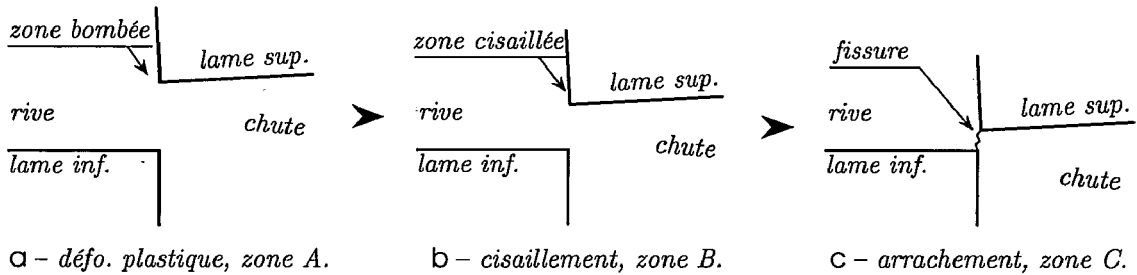 zone bombée
lame sup.
rive
chute
lame inf.
a – défo. plastique, zone A.
zone cisaillée
lame sup.
rive
chute
lame inf.
b – cisaillement, zone B.
fissure
lame sup.
rive
lame inf.
chute
c – arrachement, zone C.